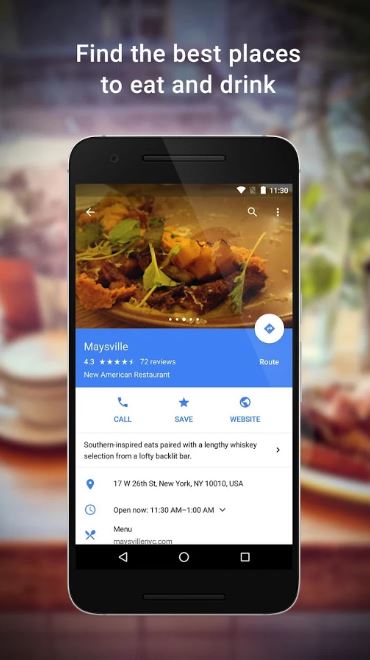 Find the best places
to eat and drink
11:30
Maysville
4.3 72 reviews
Route
New American Restaurant
CALL SAVE WEBSITE
Southern-inspired eats paired with a lengthy whiskey
selection from a lofty backlit bar.
17 W 26th St, New York, NY 10010, USA
Open now: 11:30 AM–1:00 AM
Menu
maysvillenyc.com